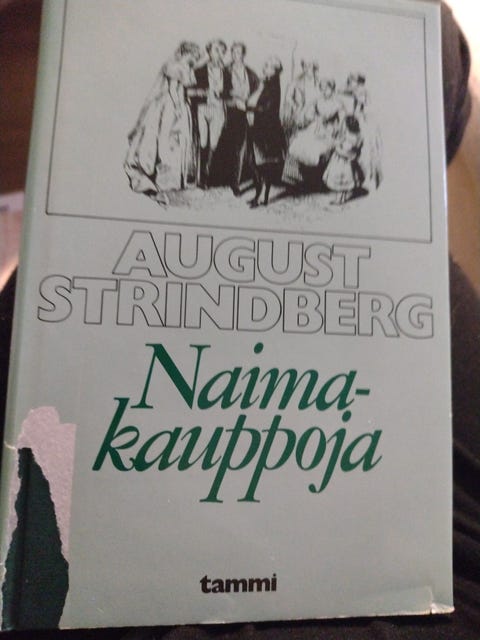 AUGUST
STRINDBERG
Naima-
kauppoja
tammi